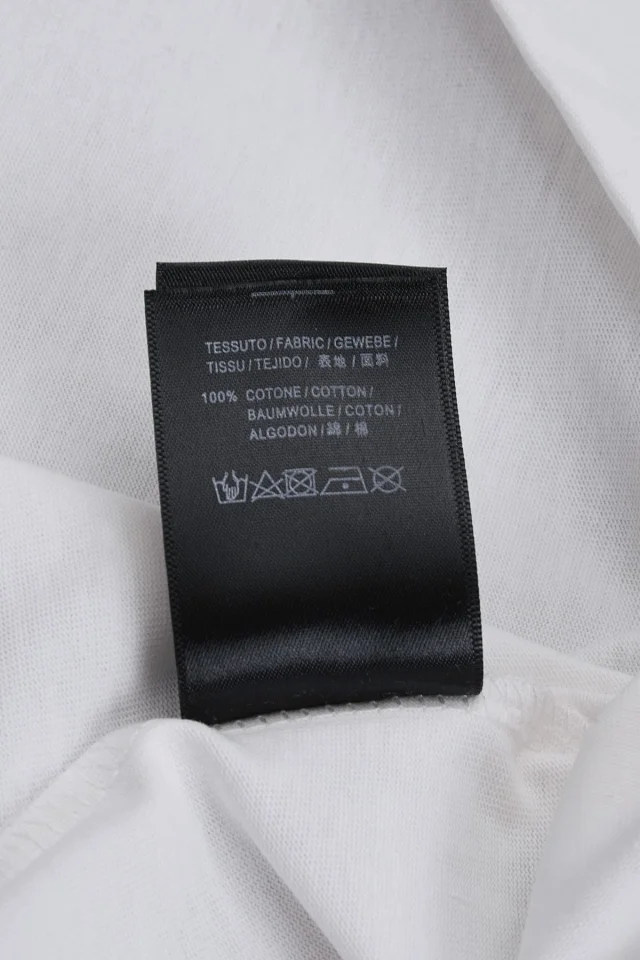 TESSUTO / FABRIC / GEWEBE /
TISSU / TEJIDO / 表地 / 面料
100% COTONE / COTTON /
BAUMWOLLE / COTON /
ALGODON / 綿 / 棉